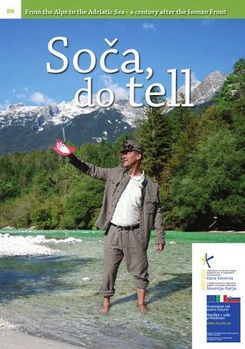 EN
From the Alps to the Adriatic Sea - a century after the Isonzo Front
Soča,
do tell